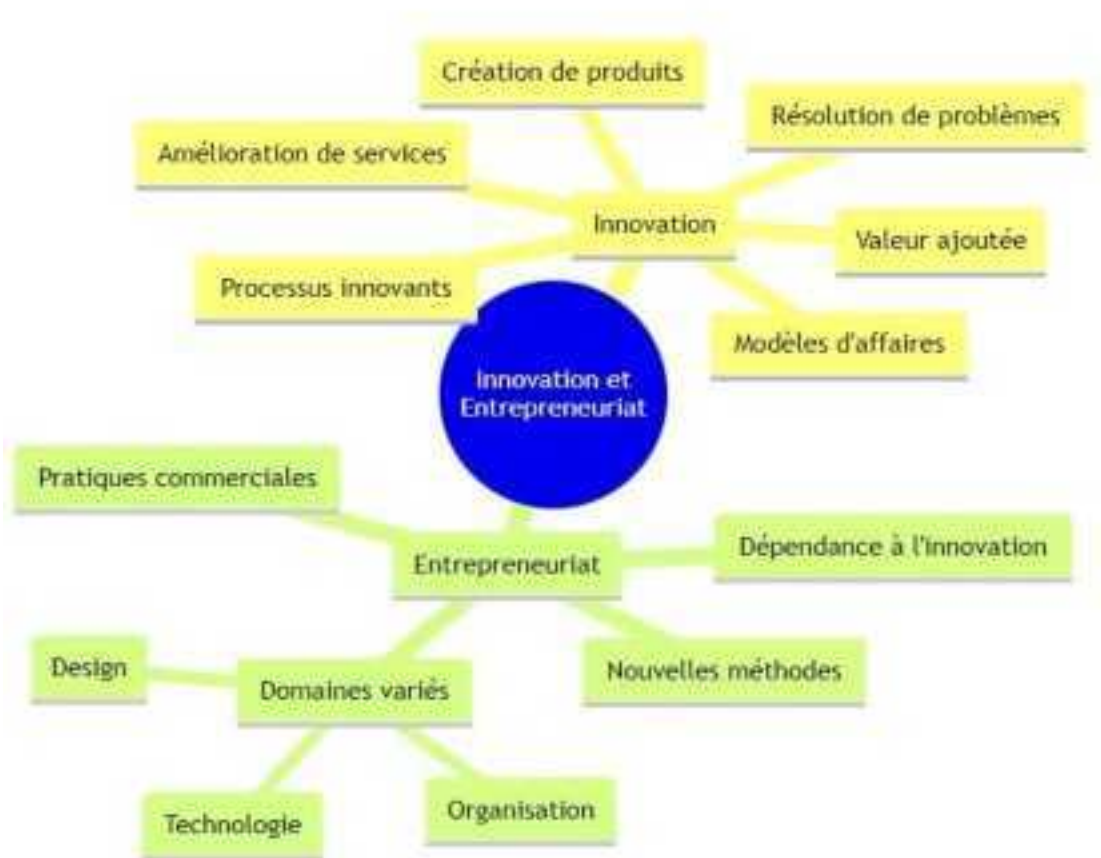 Création de produits
Résolution de problèmes
Amélioration de services
Innovation
Valeur ajoutée
Processus innovants
Modèles d'affaires
Innovation et
Entrepreneuriat
Pratiques commerciales
Dépendance à l'innovation
Entrepreneuriat
Design
Nouvelles méthodes
Domaines variés
Organisation
Technologie